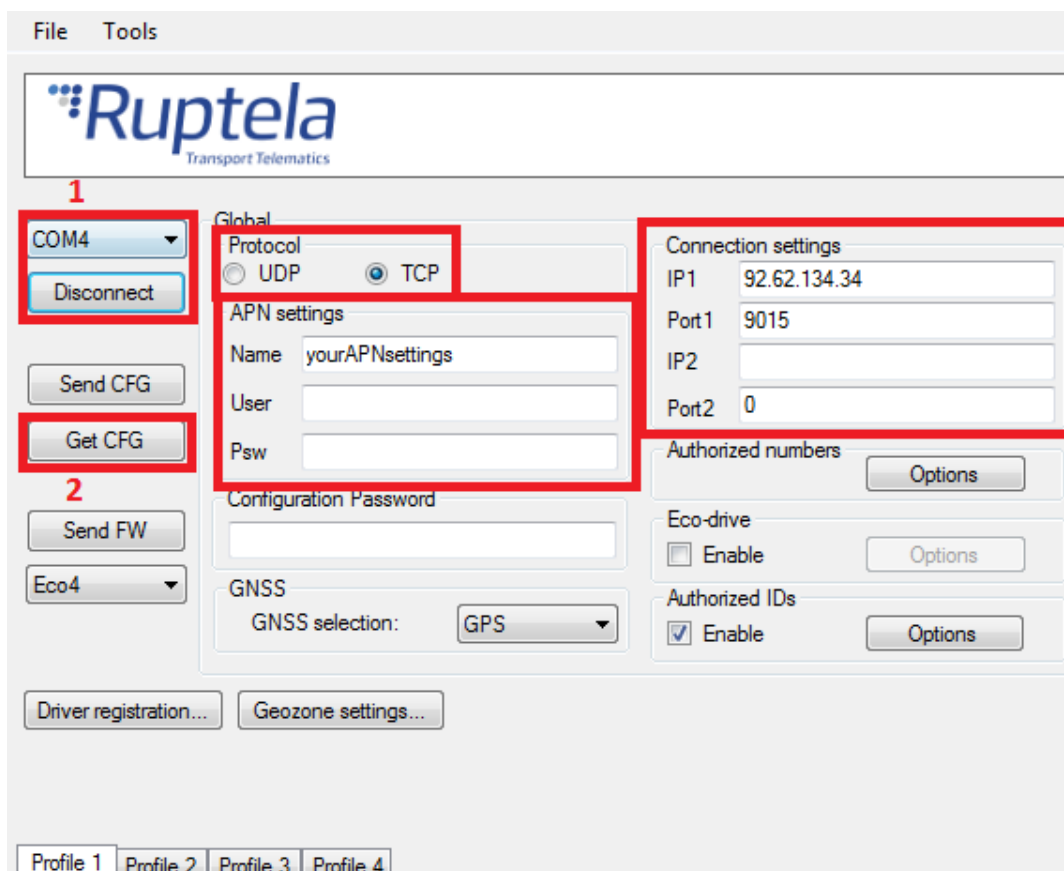 File Tools
Ruptela
Transport Telematics
1
COM4
Disconnect
Send CFG
Get CFG
2
Send FW
Eco4
Global
Protocol
UDP TCP
APN settings
Name yourAPNsettings
User
Psw
Configuration Password
GNSS
GNSS selection: GPS
Connection settings
IP1 92.62.134.34
Port1 9015
IP2
Port2 0
Authorized numbers
Options
Eco-drive
Enable Options
Authorized IDs
Enable Options
Driver registration... Geozone settings...
Profile 1 Profile 2 Profile 3 Profile 4